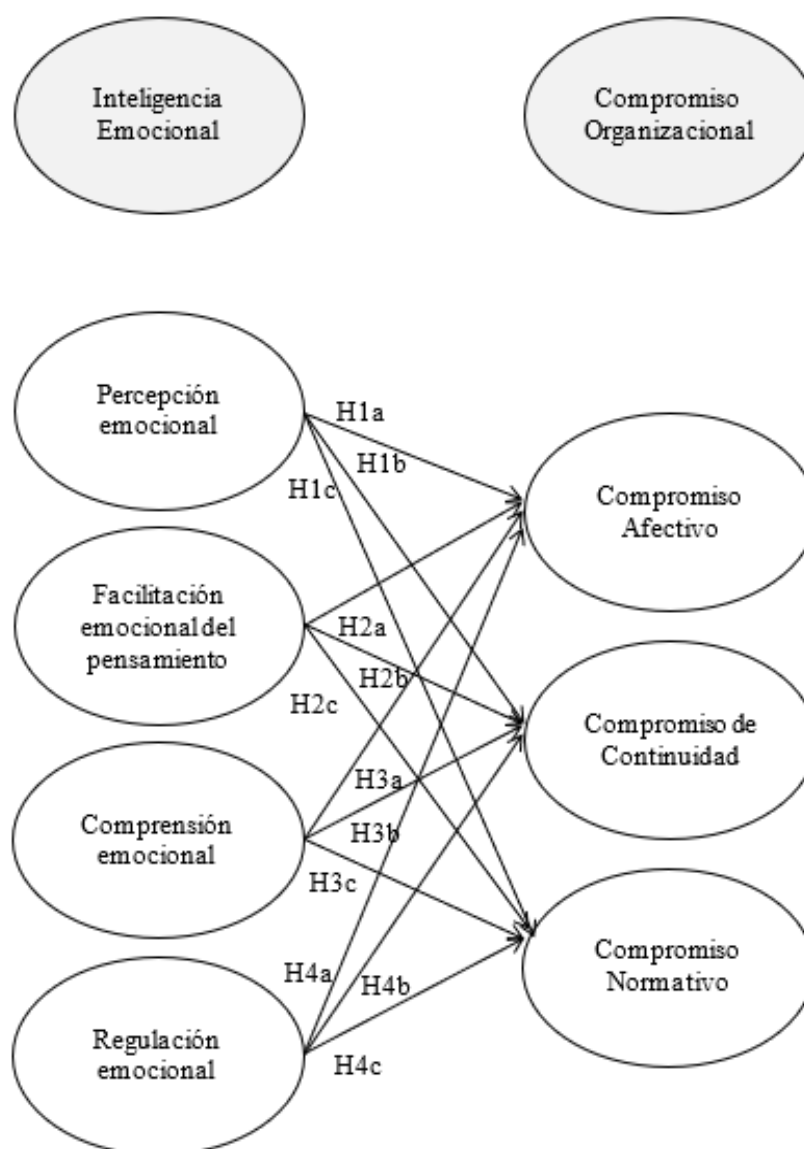 Inteligencia
Emocional
Compromiso
Organizacional
Percepción
emocional
H1a
H1b
H1c
Compromiso
Afectivo
Facilitación
emocional del
pensamiento
H2a
H2b
H2c
Compromiso de
Continuidad
Comprensión
emocional
H3a
H3b
H3c
Compromiso
Normativo
Regulación
emocional
H4a
H4b
H4c